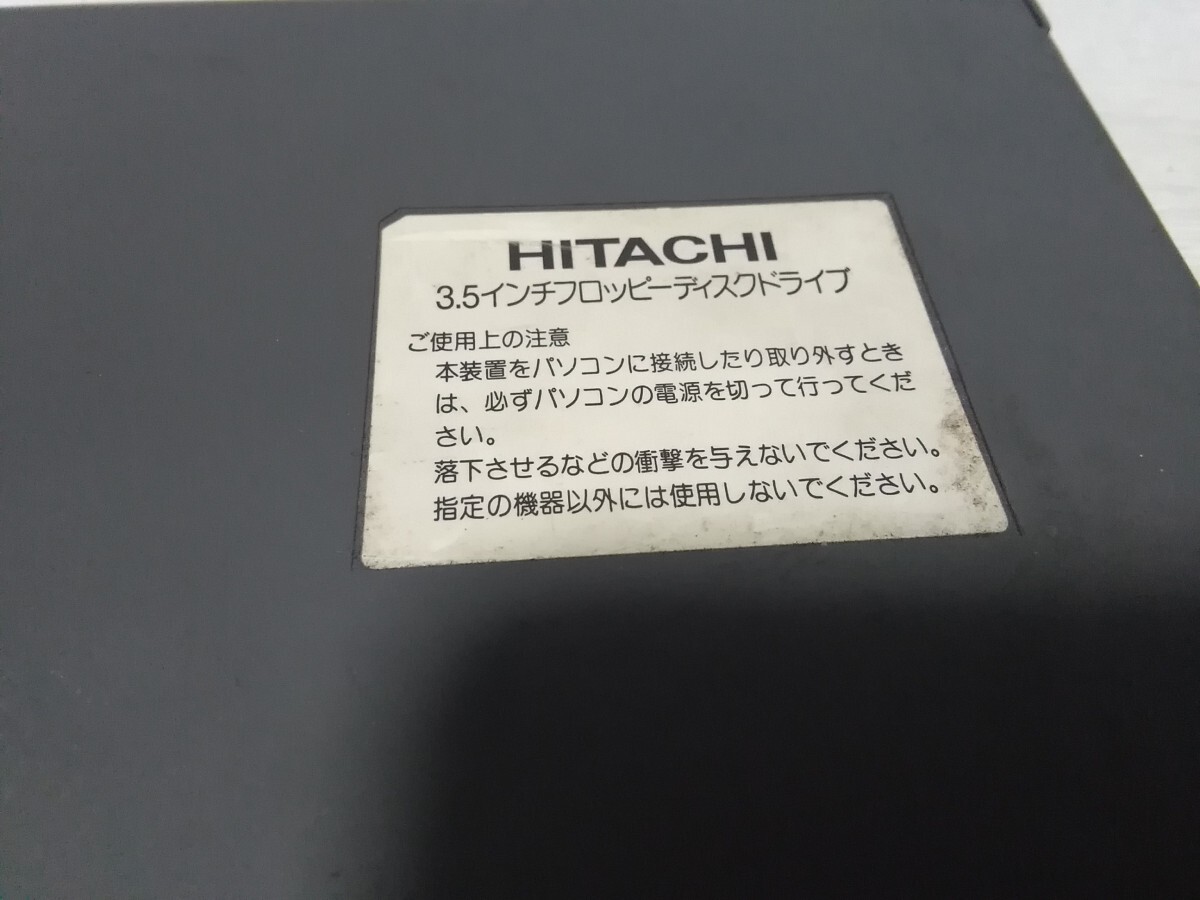 HITACHI
3.5インチフロッピーディスクドライブ
ご使用上の注意
本装置をパソコンに接続したり取り外すとき
は、必ずパソコンの電源を切って行ってくだ
さい。
落下させるなどの衝撃を与えないでください。
指定の機器以外には使用しないでください。